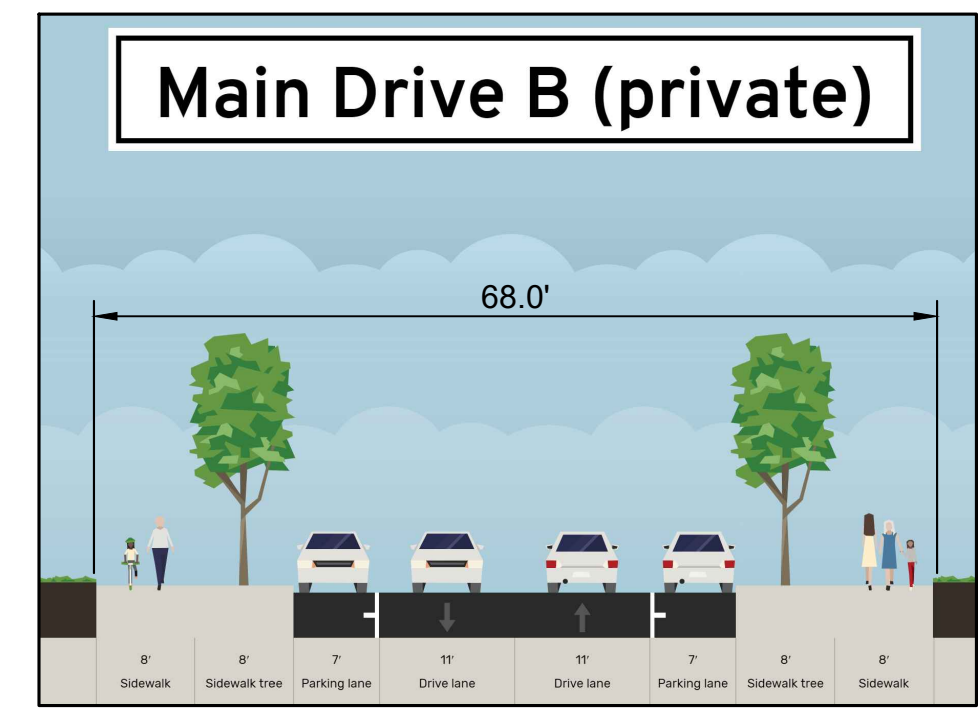 Main Drive B (private)
68.0'
8' 8' 7' 11' 11' 7' 8' 8'
Sidewalk Sidewalk tree Parking lane Drive lane Drive lane Parking lane Sidewalk tree Sidewalk